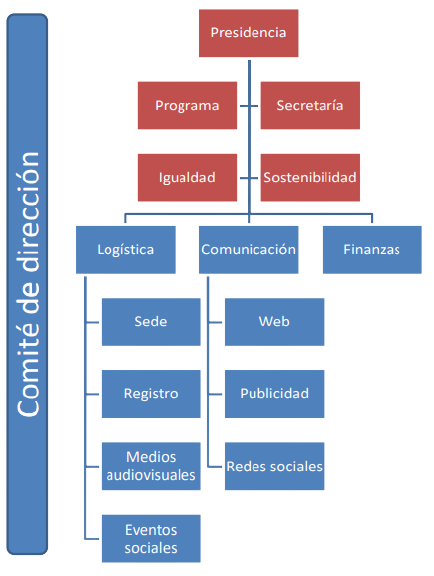 Comité de dirección
Presidencia
Programa
Secretaría
Igualdad
Sostenibilidad
Logística
Comunicación
Finanzas
Sede
Web
Registro
Publicidad
Medios
audiovisuales
Redes sociales
Eventos
sociales